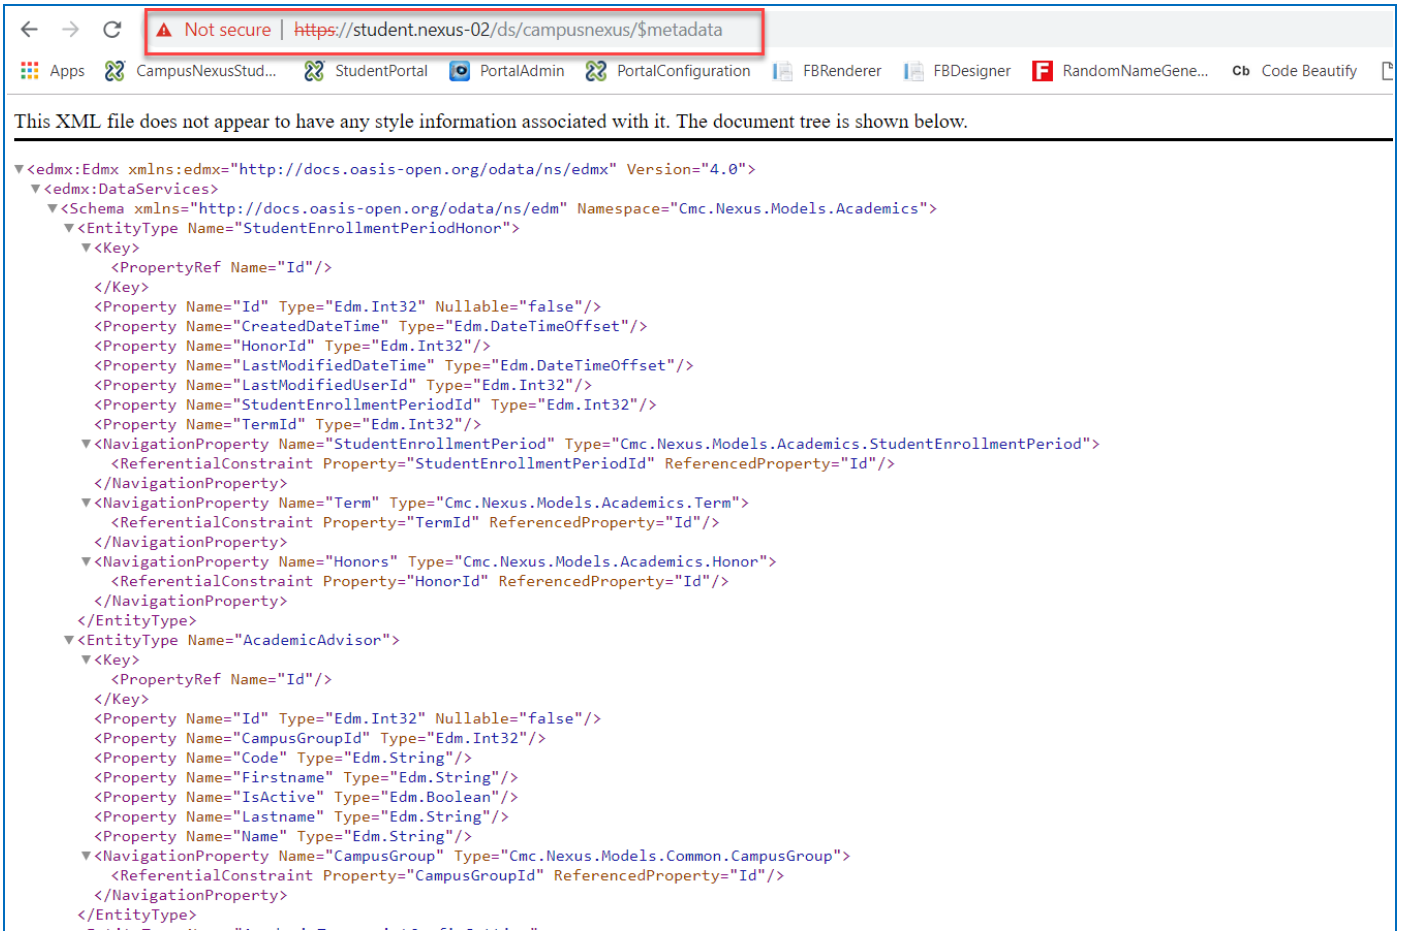 Not secure | https://student.nexus-02/ds/campusnexus/$metadata
Apps CampusNexusStud... StudentPortal PortalAdmin PortalConfiguration FBRenderer FBDesigner RandomNameGene... Cb Code Beautify
This XML file does not appear to have any style information associated with it. The document tree is shown below.
▼<edmx:Edmx xmlns:edmx="http://docs.oasis-open.org/odata/ns/edmx" Version="4.0">
▼<edmx:DataServices>
▼<Schema xmlns="http://docs.oasis-open.org/odata/ns/edm" Namespace="Cmc.Nexus.Models.Academics">
▼<EntityType Name="StudentEnrollmentPeriodHonor">
▼<Key>
<PropertyRef Name="Id"/>
</Key>
<Property Name="Id" Type="Edm.Int32" Nullable="false"/>
<Property Name="CreatedDateTime" Type="Edm.DateTimeOffset"/>
<Property Name="HonorId" Type="Edm.Int32"/>
<Property Name="LastModifiedDateTime" Type="Edm.DateTimeOffset"/>
<Property Name="LastModifiedUserId" Type="Edm.Int32"/>
<Property Name="StudentEnrollmentPeriodId" Type="Edm.Int32"/>
<Property Name="TermId" Type="Edm.Int32"/>
▼<NavigationProperty Name="StudentEnrollmentPeriod" Type="Cmc.Nexus.Models.Academics.StudentEnrollmentPeriod">
<ReferentialConstraint Property="StudentEnrollmentPeriodId" ReferencedProperty="Id"/>
</NavigationProperty>
▼<NavigationProperty Name="Term" Type="Cmc.Nexus.Models.Academics.Term">
<ReferentialConstraint Property="TermId" ReferencedProperty="Id"/>
</NavigationProperty>
▼<NavigationProperty Name="Honors" Type="Cmc.Nexus.Models.Academics.Honor">
<ReferentialConstraint Property="HonorId" ReferencedProperty="Id"/>
</NavigationProperty>
</EntityType>
▼<EntityType Name="AcademicAdvisor">
▼<Key>
<PropertyRef Name="Id"/>
</Key>
<Property Name="Id" Type="Edm.Int32" Nullable="false"/>
<Property Name="CampusGroupId" Type="Edm.Int32"/>
<Property Name="Code" Type="Edm.String"/>
<Property Name="Firstname" Type="Edm.String"/>
<Property Name="IsActive" Type="Edm.Boolean"/>
<Property Name="Lastname" Type="Edm.String"/>
<Property Name="Name" Type="Edm.String"/>
▼<NavigationProperty Name="CampusGroup" Type="Cmc.Nexus.Models.Common.CampusGroup">
<ReferentialConstraint Property="CampusGroupId" ReferencedProperty="Id"/>
</NavigationProperty>
</EntityType>